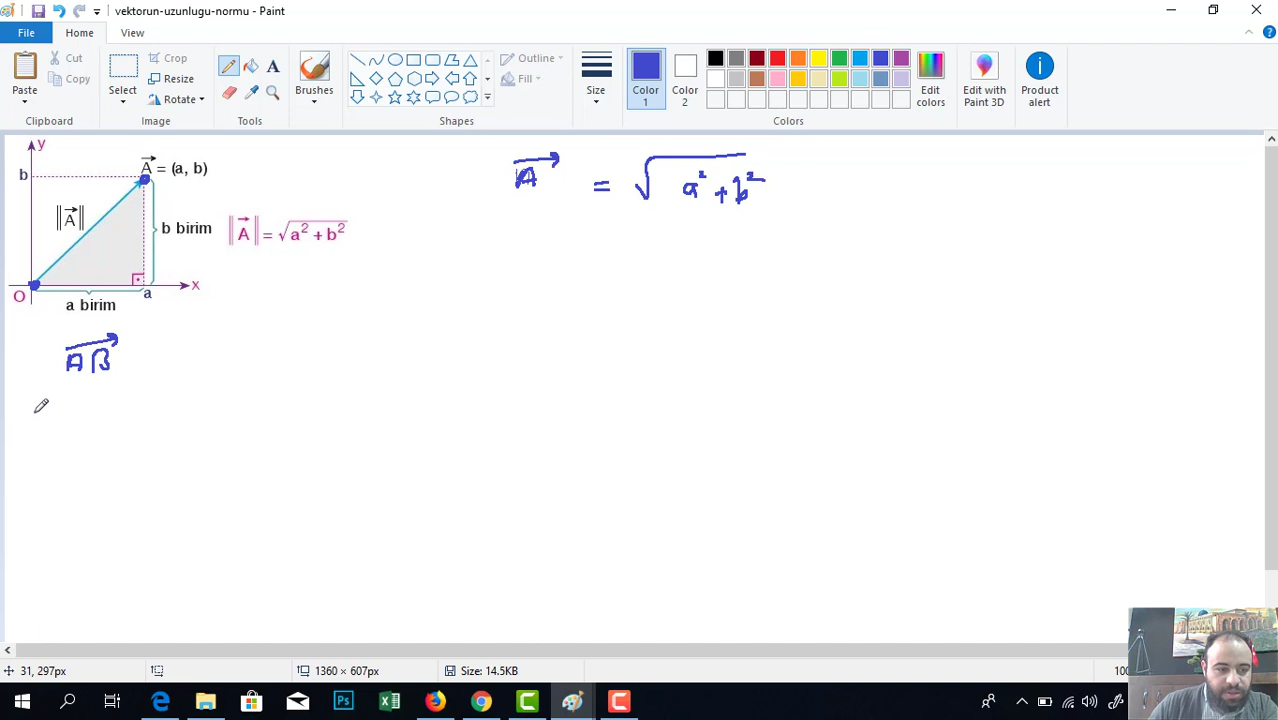 vektorun-uzunlugu-normu - Paint
File Home View
Paste Cut Copy Select Crop Resize Rotate A Brushes Outline Fill Size Color 1 Color 2 Edit colors Edit with Paint 3D Product alert
Clipboard Image Tools Shapes Colors
y
b
A = (a, b)
||A||
b birim
||A|| = √a² + b²
O a x
a birim
A = √a² + b²
AB
31, 297px 1360 × 607px Size: 14.5KB 100